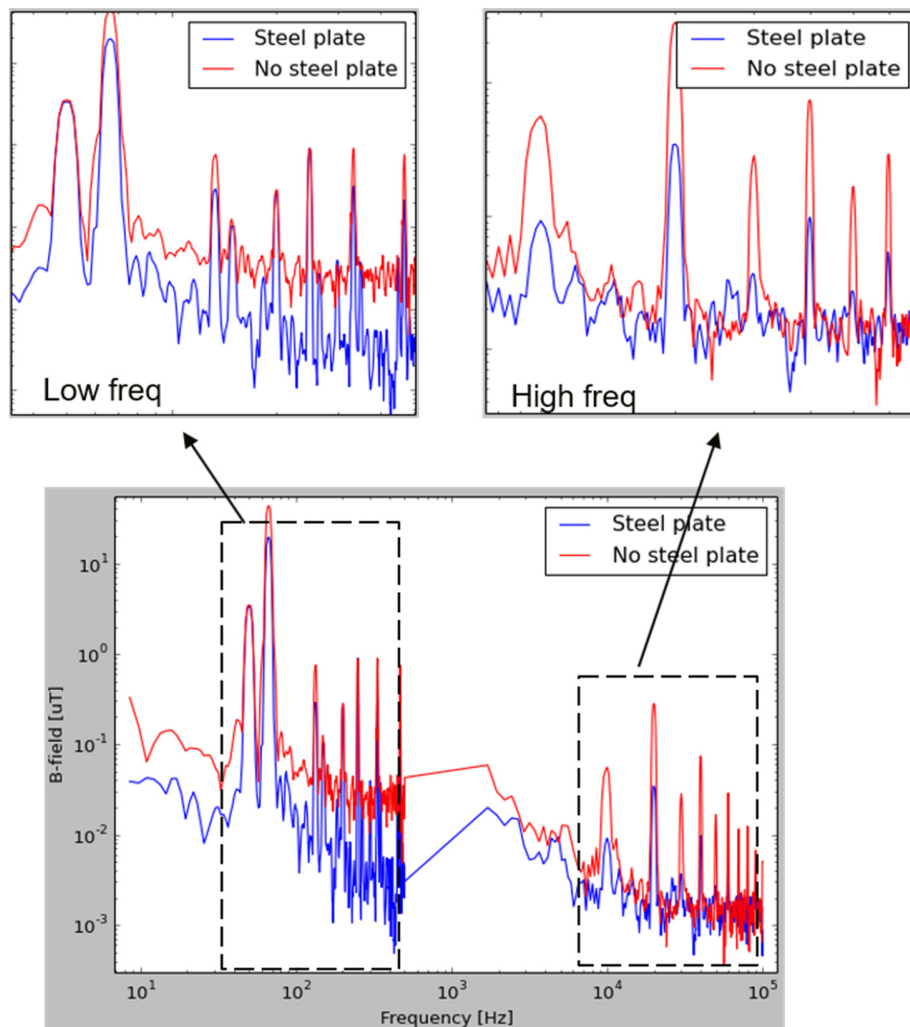 Steel plate
No steel plate
Low freq
Steel plate
No steel plate
High freq
Steel plate
No steel plate
B-field [uT]
10^1
10^0
10^-1
10^-2
10^-3
10^1 10^2 10^3 10^4 10^5
Frequency [Hz]